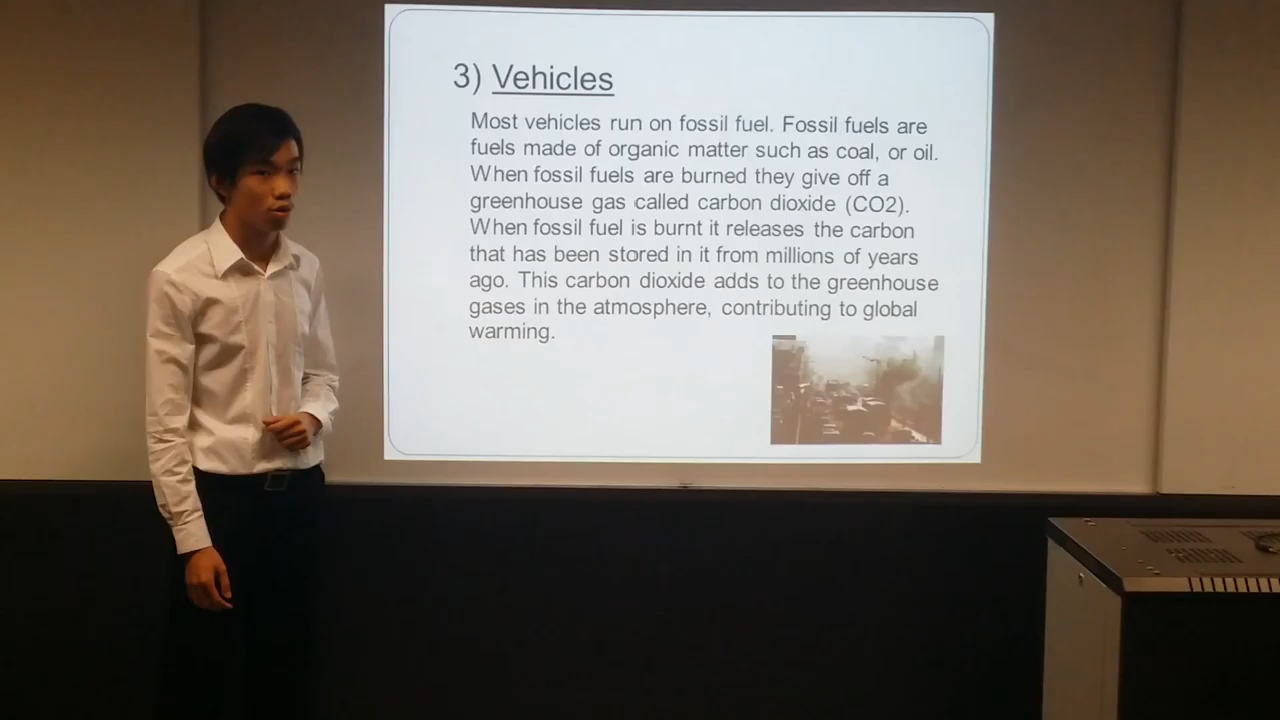 3) Vehicles
Most vehicles run on fossil fuel. Fossil fuels are
fuels made of organic matter such as coal, or oil.
When fossil fuels are burned they give off a
greenhouse gas called carbon dioxide (CO2).
When fossil fuel is burnt it releases the carbon
that has been stored in it from millions of years
ago. This carbon dioxide adds to the greenhouse
gases in the atmosphere, contributing to global
warming.